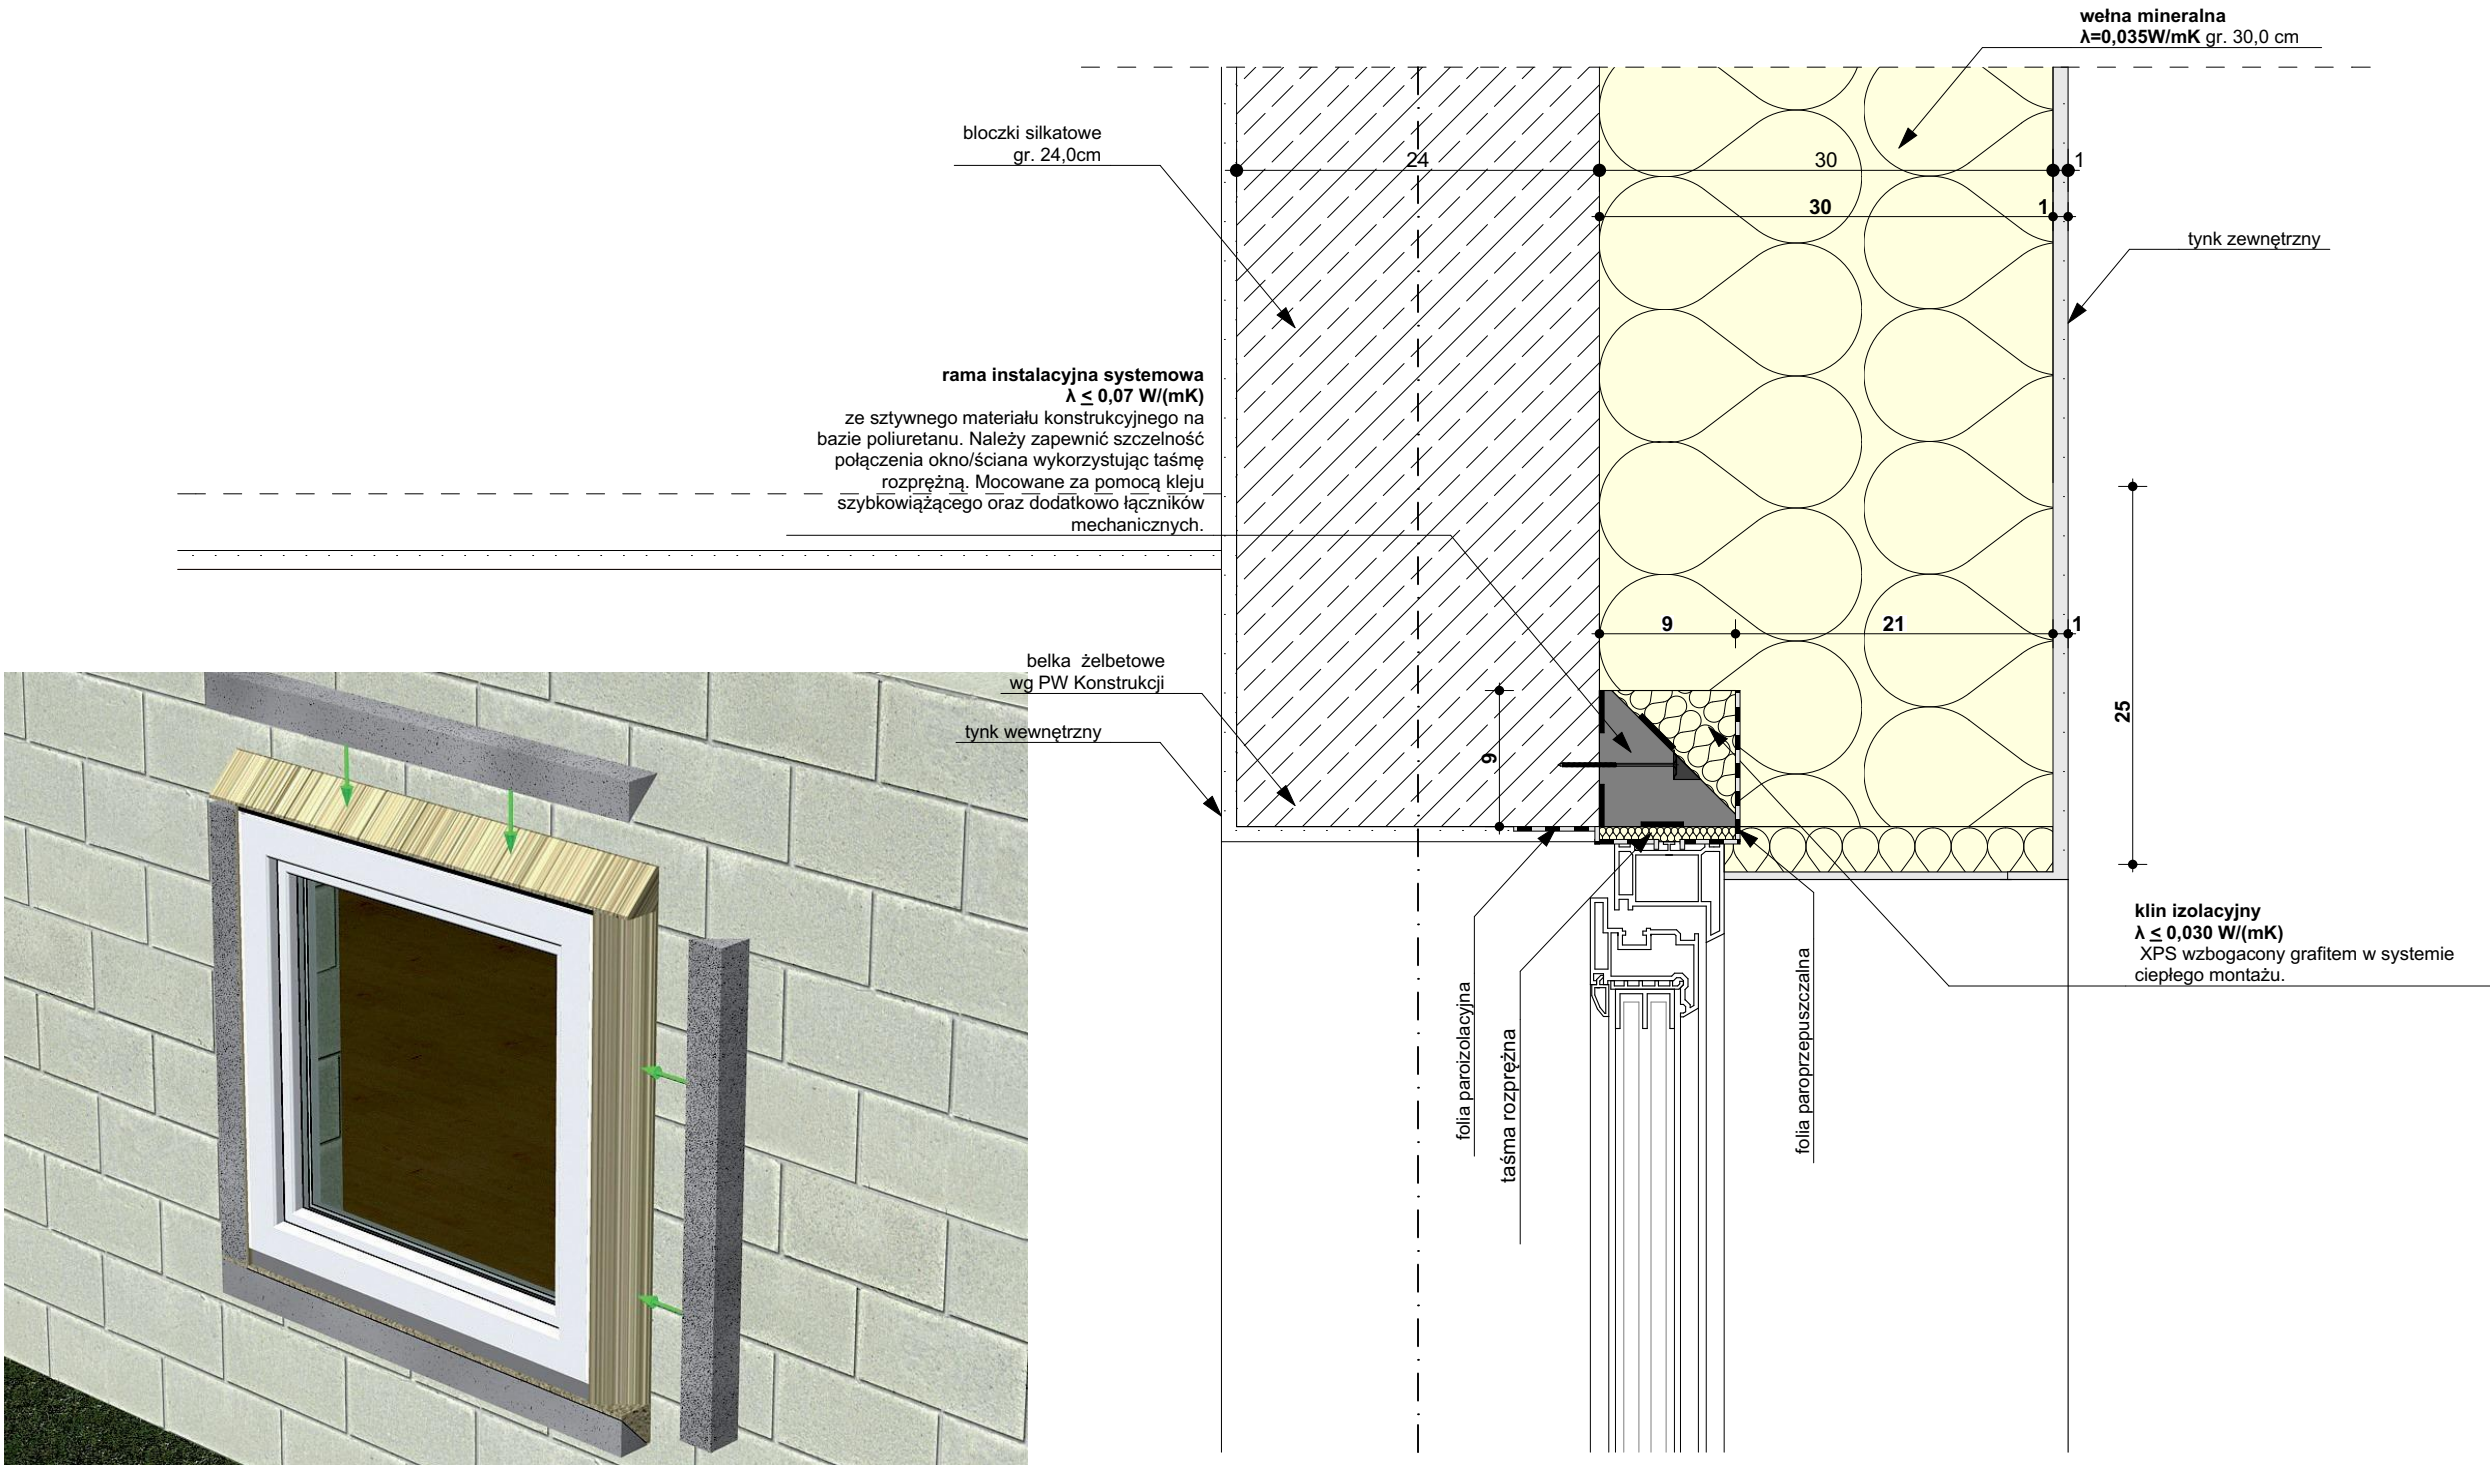 wełna mineralna
λ=0,035W/mK gr. 30,0 cm
bloczki silkatowe
gr. 24,0cm
24
30
1
30
1
tynk zewnętrzny
rama instalacyjna systemowa
λ ≤ 0,07 W/(mK)
ze sztywnego materiału konstrukcyjnego na
bazie poliuretanu. Należy zapewnić szczelność
połączenia okno/ściana wykorzystując taśmę
rozprężną. Mocowane za pomocą kleju
szybkowiążącego oraz dodatkowo łączników
mechanicznych.
9
21
1
belka żelbetowe
wg PW Konstrukcji
tynk wewnętrzny
9
25
klin izolacyjny
λ ≤ 0,030 W/(mK)
XPS wzbogacony grafitem w systemie
ciepłego montażu.
folia paroizolacyjna
taśma rozprężna
folia paroprzepuszczalna